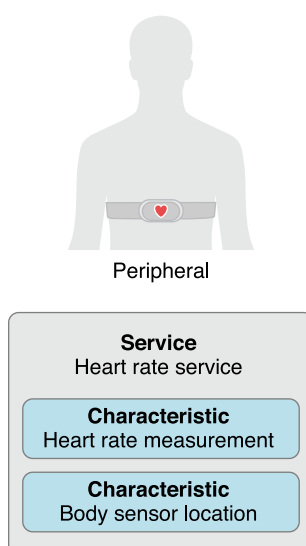 Peripheral
Service
Heart rate service
Characteristic
Heart rate measurement
Characteristic
Body sensor location